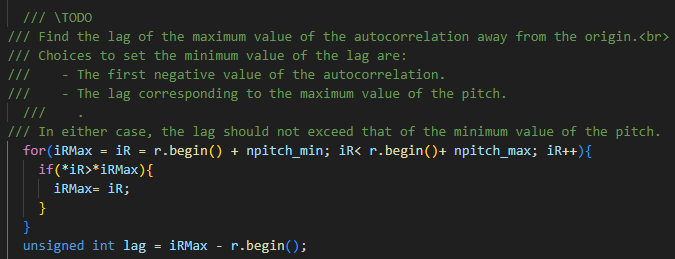 /// \TODO
/// Find the lag of the maximum value of the autocorrelation away from the origin.<br>
/// Choices to set the minimum value of the lag are:
///    - The first negative value of the autocorrelation.
///    - The lag corresponding to the maximum value of the pitch.
///    .
/// In either case, the lag should not exceed that of the minimum value of the pitch.
for(iRMax = iR = r.begin() + npitch_min; iR< r.begin()+ npitch_max; iR++){
if(*iR>*iRMax){
iRMax= iR;
}
}
unsigned int lag = iRMax - r.begin();